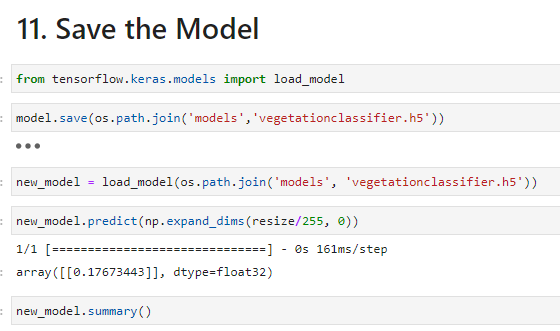 11. Save the Model
from tensorflow.keras.models import load_model
model.save(os.path.join('models','vegetationclassifier.h5'))
•••
new_model = load_model(os.path.join('models', 'vegetationclassifier.h5'))
new_model.predict(np.expand_dims(resize/255, 0))
1/1 [==============================] - 0s 161ms/step
array([[0.17673443]], dtype=float32)
new_model.summary()